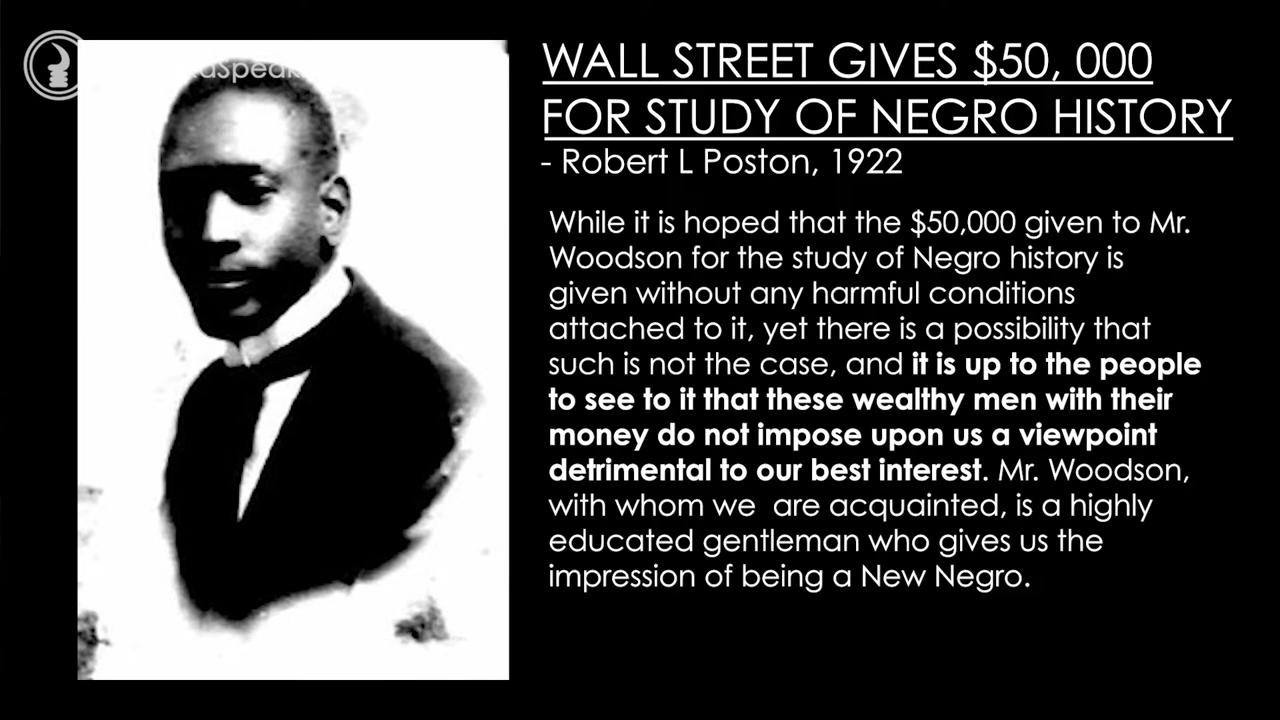 WALL STREET GIVES $50, 000
FOR STUDY OF NEGRO HISTORY
- Robert L Poston, 1922
While it is hoped that the $50,000 given to Mr.
Woodson for the study of Negro history is
given without any harmful conditions
attached to it, yet there is a possibility that
such is not the case, and it is up to the people
to see to it that these wealthy men with their
money do not impose upon us a viewpoint
detrimental to our best interest. Mr. Woodson,
with whom we  are acquainted, is a highly
educated gentleman who gives us the
impression of being a New Negro.